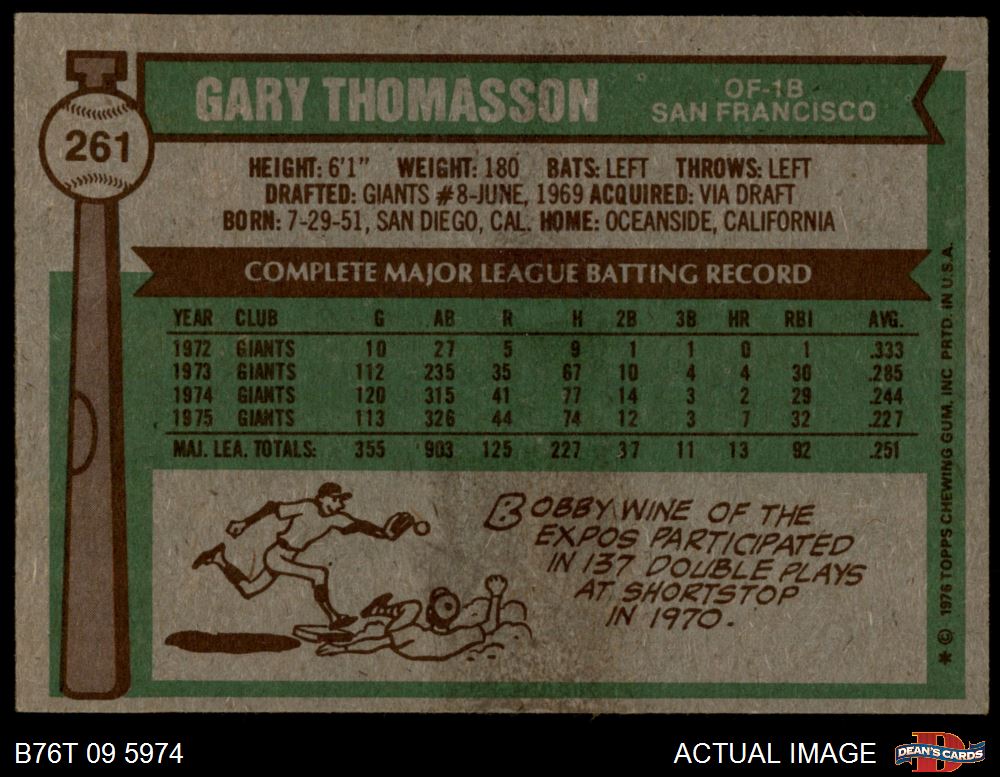 261
GARY THOMASSON
OF-1B
SAN FRANCISCO
HEIGHT: 6'1" WEIGHT: 180 BATS: LEFT THROWS: LEFT
DRAFTED: GIANTS #8-JUNE, 1969 ACQUIRED: VIA DRAFT
BORN: 7-29-51, SAN DIEGO, CAL. HOME: OCEANSIDE, CALIFORNIA
COMPLETE MAJOR LEAGUE BATTING RECORD
YEAR CLUB G AB R H 2B 3B HR RBI AVG.
1972 GIANTS 10 27 5 9 1 1 0 1 .333
1973 GIANTS 112 235 35 67 10 4 4 30 .285
1974 GIANTS 120 315 41 77 14 3 2 29 .244
1975 GIANTS 113 326 44 74 12 3 7 32 .227
MAJ. LEA. TOTALS: 355 903 125 227 37 11 13 92 .251
BOBBY WINE OF THE
EXPOS PARTICIPATED
IN 137 DOUBLE PLAYS
AT SHORTSTOP
IN 1970.
* © 1976 TOPPS CHEWING GUM, INC PRTD. IN U.S.A.
B76T 09 5974
ACTUAL IMAGE
D
DEAN'S CARDS